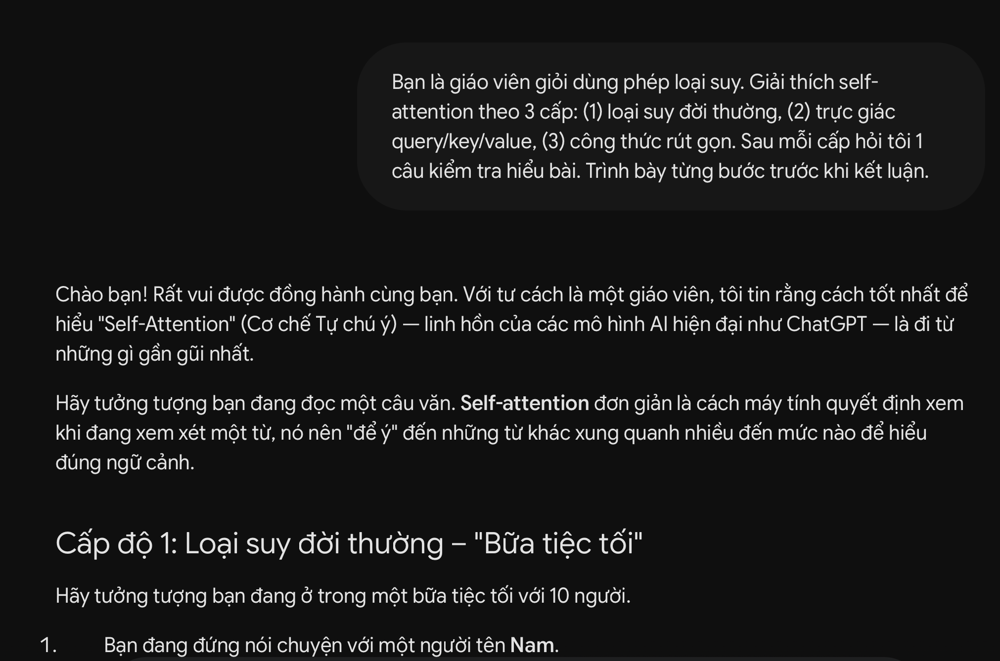 Bạn là giáo viên giỏi dùng phép loại suy. Giải thích self-
attention theo 3 cấp: (1) loại suy đời thường, (2) trực giác
query/key/value, (3) công thức rút gọn. Sau mỗi cấp hỏi tôi 1
câu kiểm tra hiểu bài. Trình bày từng bước trước khi kết luận.
Chào bạn! Rất vui được đồng hành cùng bạn. Với tư cách là một giáo viên, tôi tin rằng cách tốt nhất để
hiểu "Self-Attention" (Cơ chế Tự chú ý) — linh hồn của các mô hình AI hiện đại như ChatGPT — là đi từ
những gì gần gũi nhất.
Hãy tưởng tượng bạn đang đọc một câu văn. Self-attention đơn giản là cách máy tính quyết định xem
khi đang xem xét một từ, nó nên "để ý" đến những từ khác xung quanh nhiều đến mức nào để hiểu
đúng ngữ cảnh.
Cấp độ 1: Loại suy đời thường – "Bữa tiệc tối"
Hãy tưởng tượng bạn đang ở trong một bữa tiệc tối với 10 người.
1. Bạn đang đứng nói chuyện với một người tên Nam.